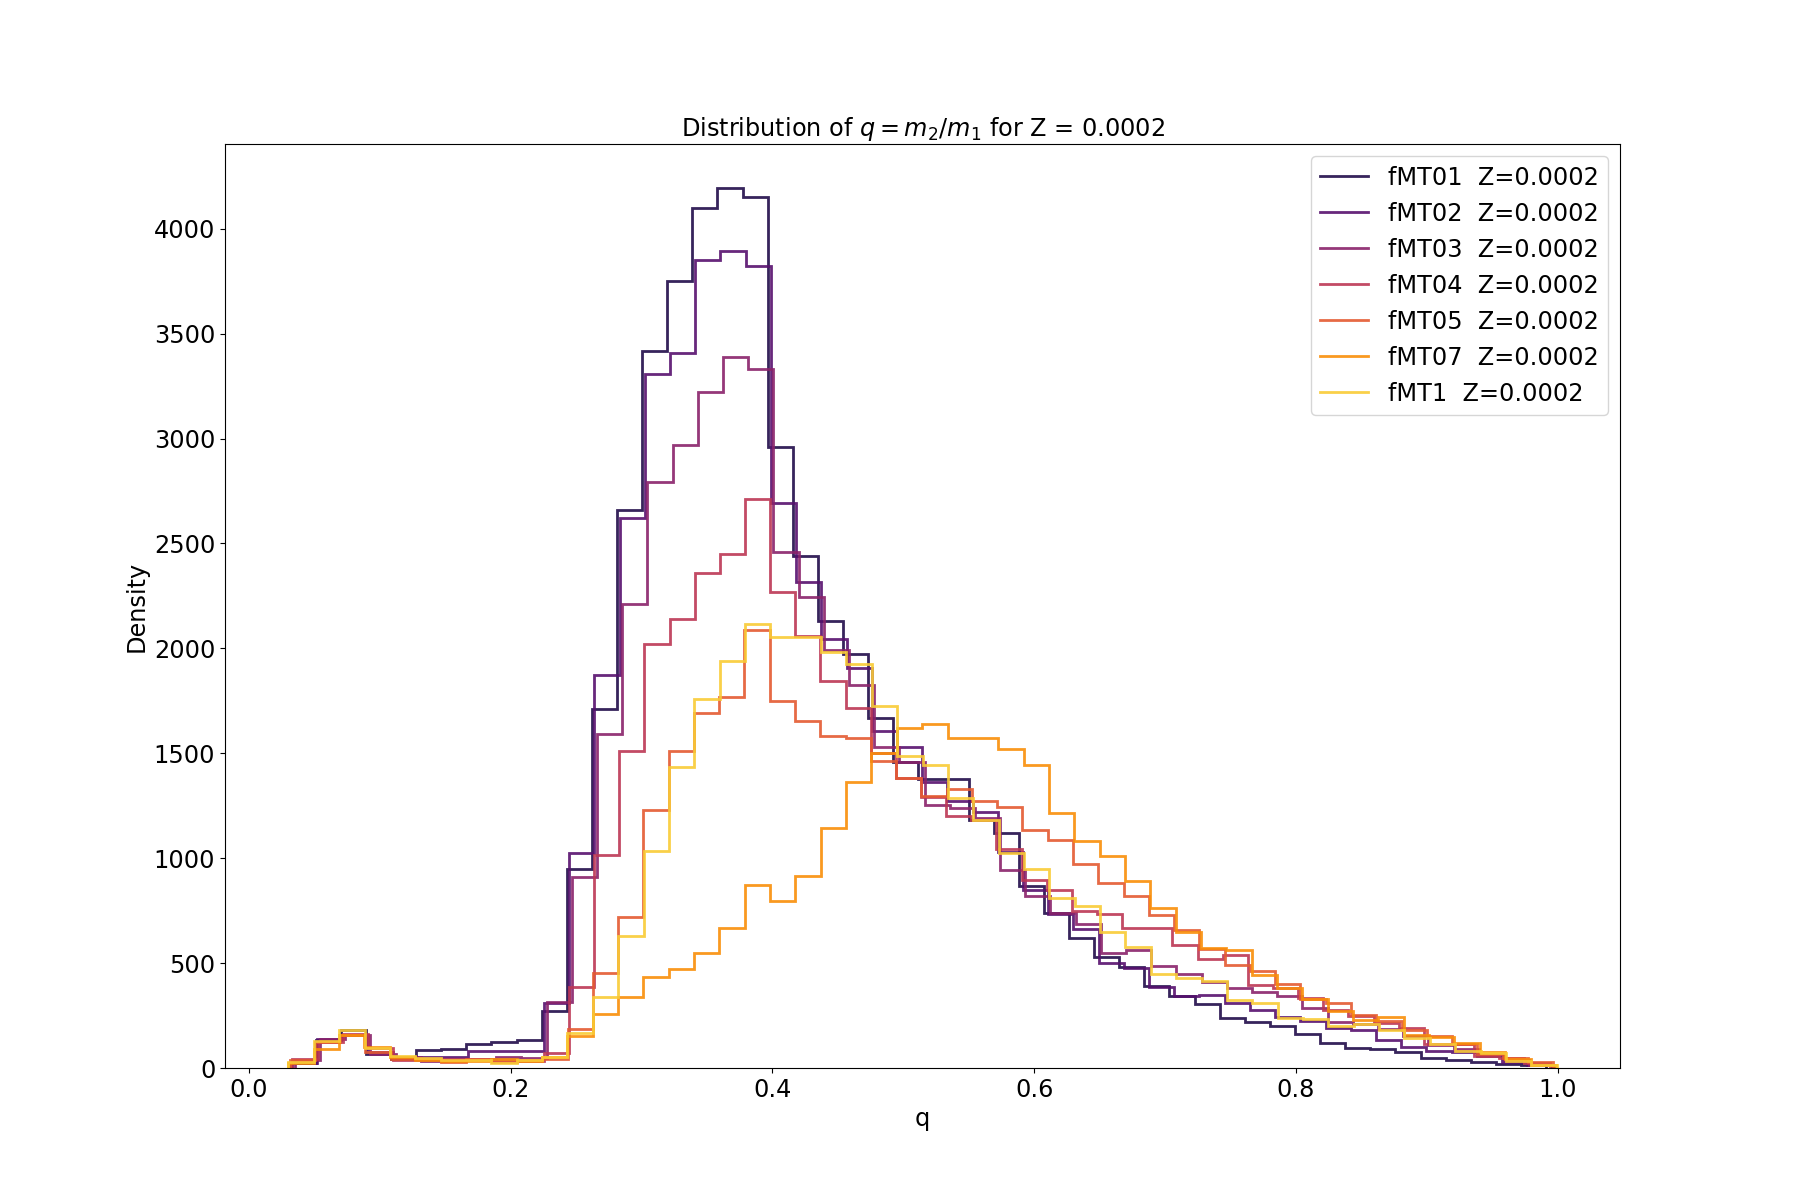 Distribution of q = m₂/m₁ for Z = 0.0002
fMT01 Z=0.0002
fMT02 Z=0.0002
fMT03 Z=0.0002
fMT04 Z=0.0002
fMT05 Z=0.0002
fMT07 Z=0.0002
fMT1 Z=0.0002
4000
3500
3000
2500
2000
1500
1000
500
0
Density
0.0 0.2 0.4 0.6 0.8 1.0
q